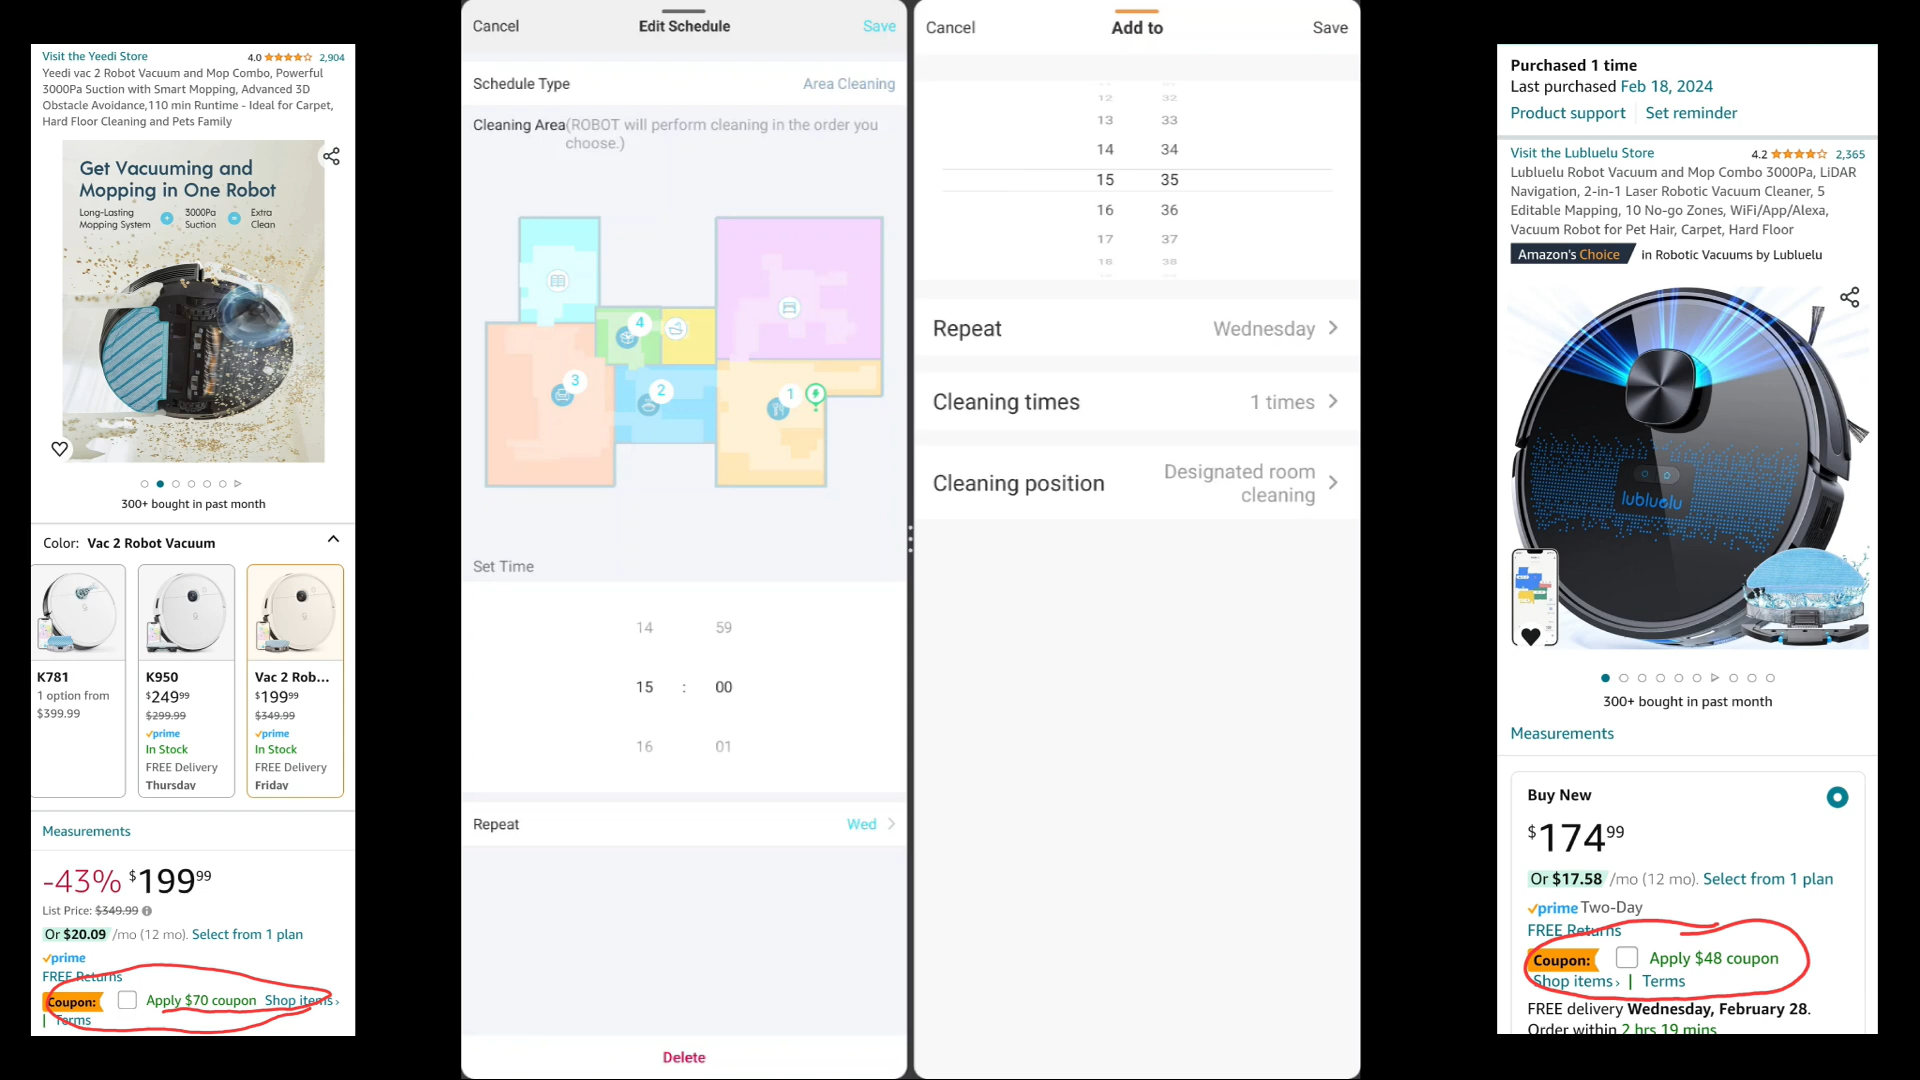 Visit the Yeedi Store
4.0 2,904
Yeedi vac 2 Robot Vacuum and Mop Combo, Powerful
3000Pa Suction with Smart Mopping, Advanced 3D
Obstacle Avoidance,110 min Runtime - Ideal for Carpet,
Hard Floor Cleaning and Pets Family
Get Vacuuming and
Mopping in One Robot
Long-Lasting
Mopping System
+
3000Pa
Suction
=
Extra
Clean
300+ bought in past month
Color: Vac 2 Robot Vacuum
K781
1 option from
$399.99
K950
$249.99
$299.99
prime
In Stock
FREE Delivery
Thursday
Vac 2 Rob...
$199.99
$349.99
prime
In Stock
FREE Delivery
Friday
Measurements
-43% $199.99
List Price: $349.99
Or $20.09 /mo (12 mo). Select from 1 plan
prime
FREE Returns
Coupon: Apply $70 coupon Shop items ›
| Terms
Cancel Edit Schedule Save
Schedule Type Area Cleaning
Cleaning Area(ROBOT will perform cleaning in the order you
choose.)
4
3
2
1
Set Time
14 59
15 : 00
16 01
Repeat Wed
Delete
Cancel Add to Save
12 32
13 33
14 34
15 35
16 36
17 37
18 38
Repeat Wednesday
Cleaning times 1 times
Cleaning position Designated room
cleaning
Purchased 1 time
Last purchased Feb 18, 2024
Product support | Set reminder
Visit the Lubluelu Store
4.2 2,365
Lubluelu Robot Vacuum and Mop Combo 3000Pa, LiDAR
Navigation, 2-in-1 Laser Robotic Vacuum Cleaner, 5
Editable Mapping, 10 No-go Zones, WiFi/App/Alexa,
Vacuum Robot for Pet Hair, Carpet, Hard Floor
Amazon's Choice in Robotic Vacuums by Lubluelu
lubluelu
300+ bought in past month
Measurements
Buy New
$174.99
Or $17.58 /mo (12 mo). Select from 1 plan
prime Two-Day
FREE Returns
Coupon: Apply $48 coupon
Shop items › | Terms
FREE delivery Wednesday, February 28.
Order within 2 hrs 19 mins